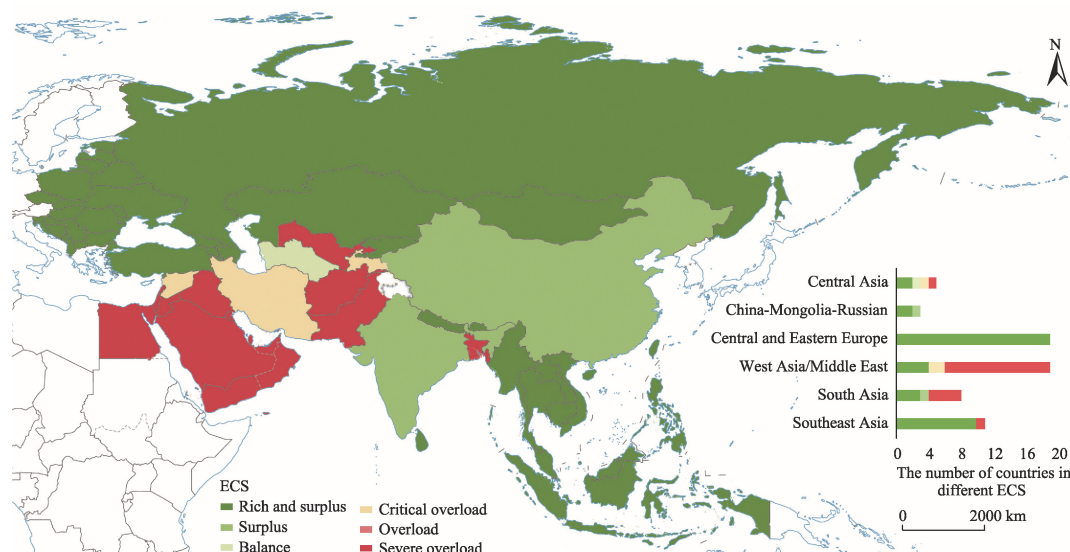 N
Central Asia
China-Mongolia-Russian
Central and Eastern Europe
West Asia/Middle East
South Asia
Southeast Asia
0 4 8 12 16 20
The number of countries in
different ECS
0 2000 km
ECS
Rich and surplus
Surplus
Balance
Critical overload
Overload
Severe overload